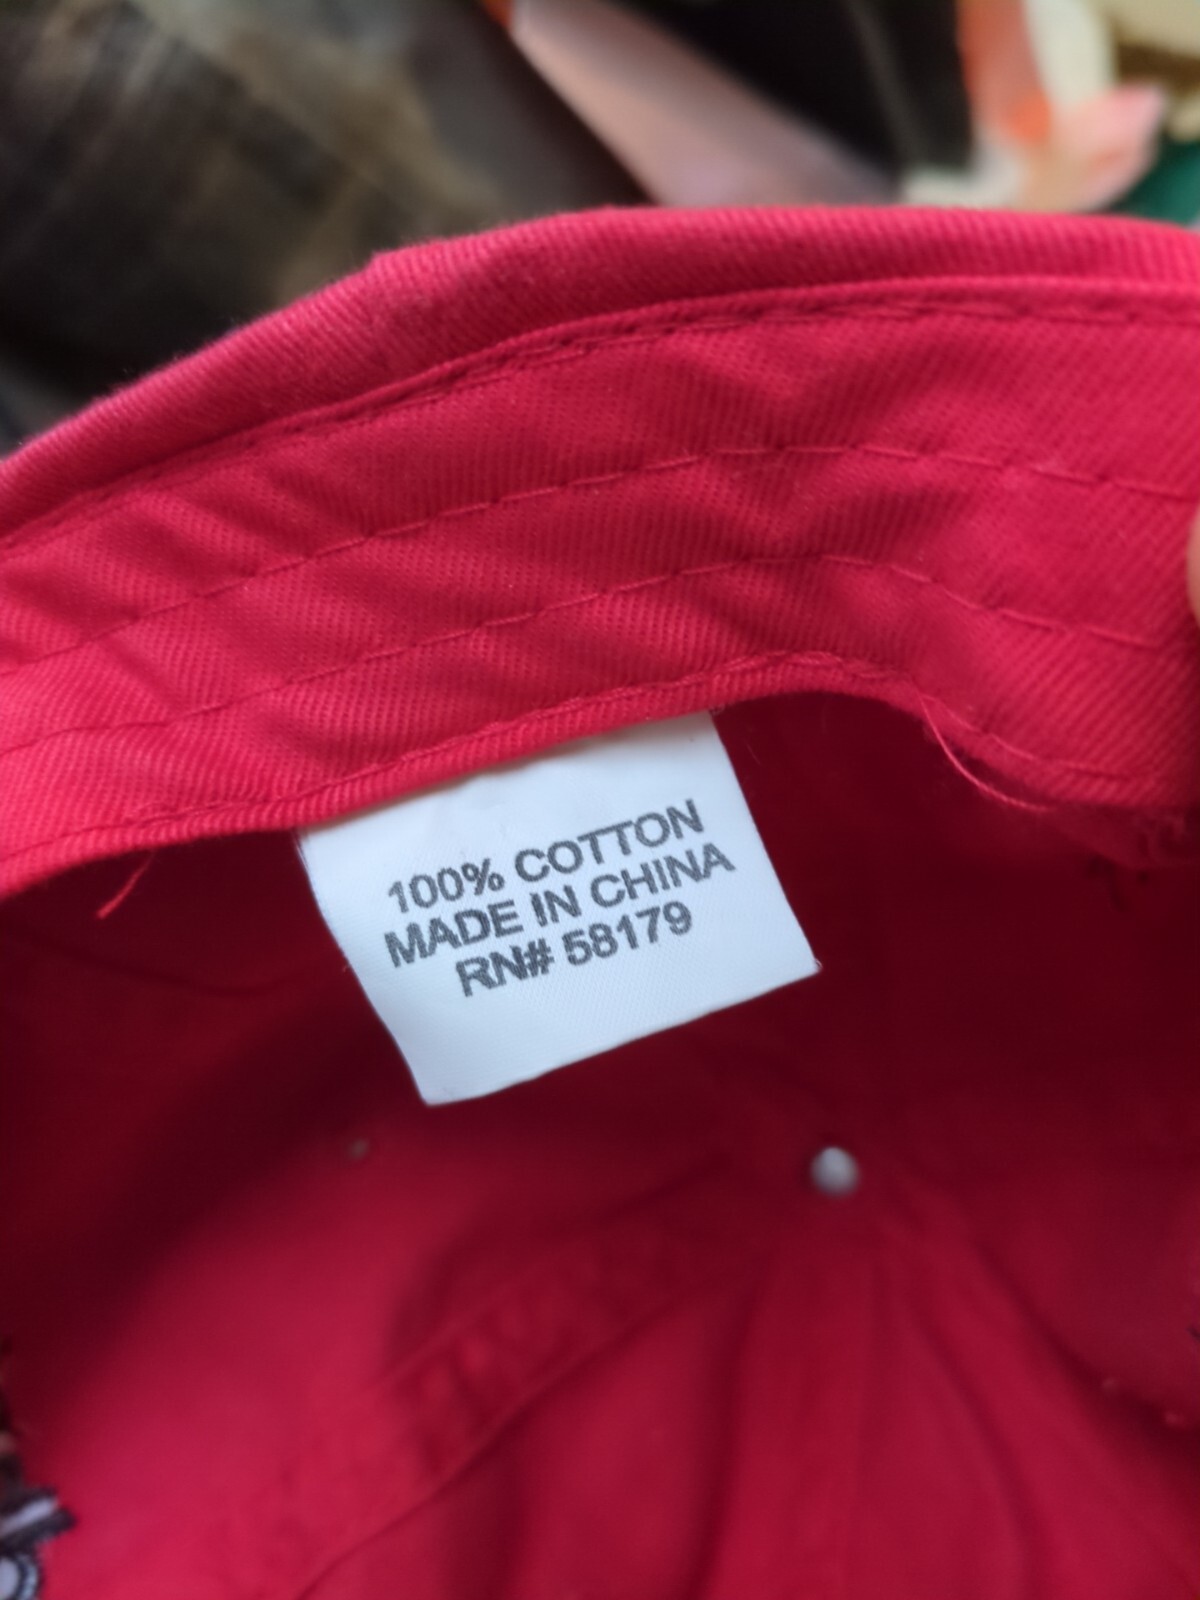 100% COTTON
MADE IN CHINA
RN# 58179